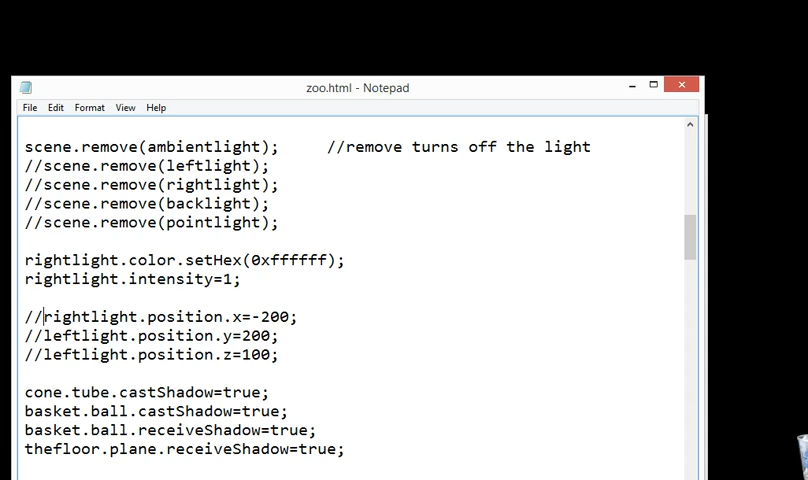 zoo.html - Notepad
File Edit Format View Help
scene.remove(ambientlight);     //remove turns off the light
//scene.remove(leftlight);
//scene.remove(rightlight);
//scene.remove(backlight);
//scene.remove(pointlight);
rightlight.color.setHex(0xffffff);
rightlight.intensity=1;
//rightlight.position.x=-200;
//leftlight.position.y=200;
//leftlight.position.z=100;
cone.tube.castShadow=true;
basket.ball.castShadow=true;
basket.ball.receiveShadow=true;
thefloor.plane.receiveShadow=true;